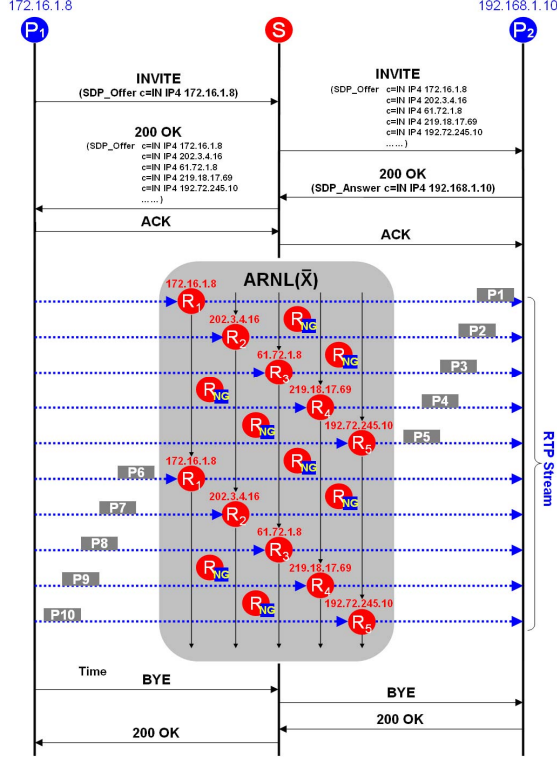 172.16.1.8
192.168.1.10
P1
S
P2
INVITE
(SDP_Offer c=IN IP4 172.16.1.8)
INVITE
(SDP_Offer c=IN IP4 172.16.1.8
c=IN IP4 202.3.4.16
c=IN IP4 61.72.1.8
c=IN IP4 219.18.17.69
c=IN IP4 192.72.245.10
......)
200 OK
(SDP_Offer c=IN IP4 172.16.1.8
c=IN IP4 202.3.4.16
c=IN IP4 61.72.1.8
c=IN IP4 219.18.17.69
c=IN IP4 192.72.245.10
......)
200 OK
(SDP_Answer c=IN IP4 192.168.1.10)
ACK
ACK
ARNL(X̄)
172.16.1.8
R1
P1
RNG
202.3.4.16
R2
P2
RNG
61.72.1.8
R3
P3
RNG
219.18.17.69
R4
P4
RNG
192.72.245.10
R5
P5
RTP Stream
172.16.1.8
RNG
P6
R1
RNG
202.3.4.16
P7
R2
61.72.1.8
P8
R3
RNG
219.18.17.69
P9
R4
RNG
192.72.245.10
P10
R5
Time
BYE
BYE
200 OK
200 OK